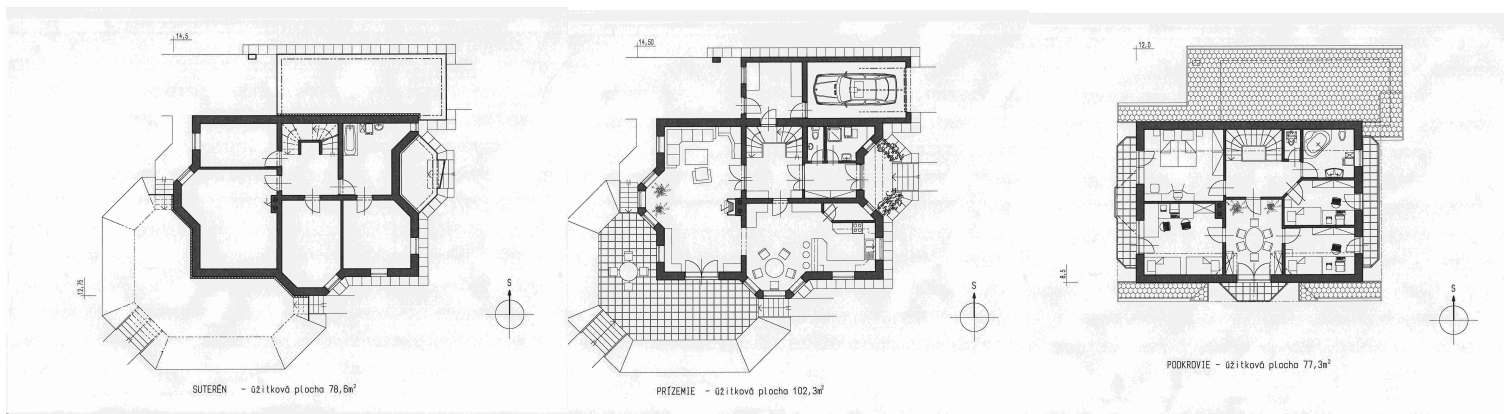 14,5
12,75
S
SUTERÉN - úžitková plocha 78,6m²
14,50
S
PRÍZEMIE - úžitková plocha 102,3m²
12,0
8,5
S
PODKROVIE - úžitková plocha 77,3m²